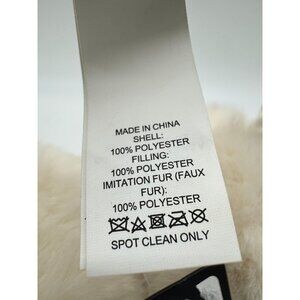 MADE IN CHINA
SHELL:
100% POLYESTER
FILLING:
100% POLYESTER
IMITATION FUR (FAUX
FUR):
100% POLYESTER
SPOT CLEAN ONLY